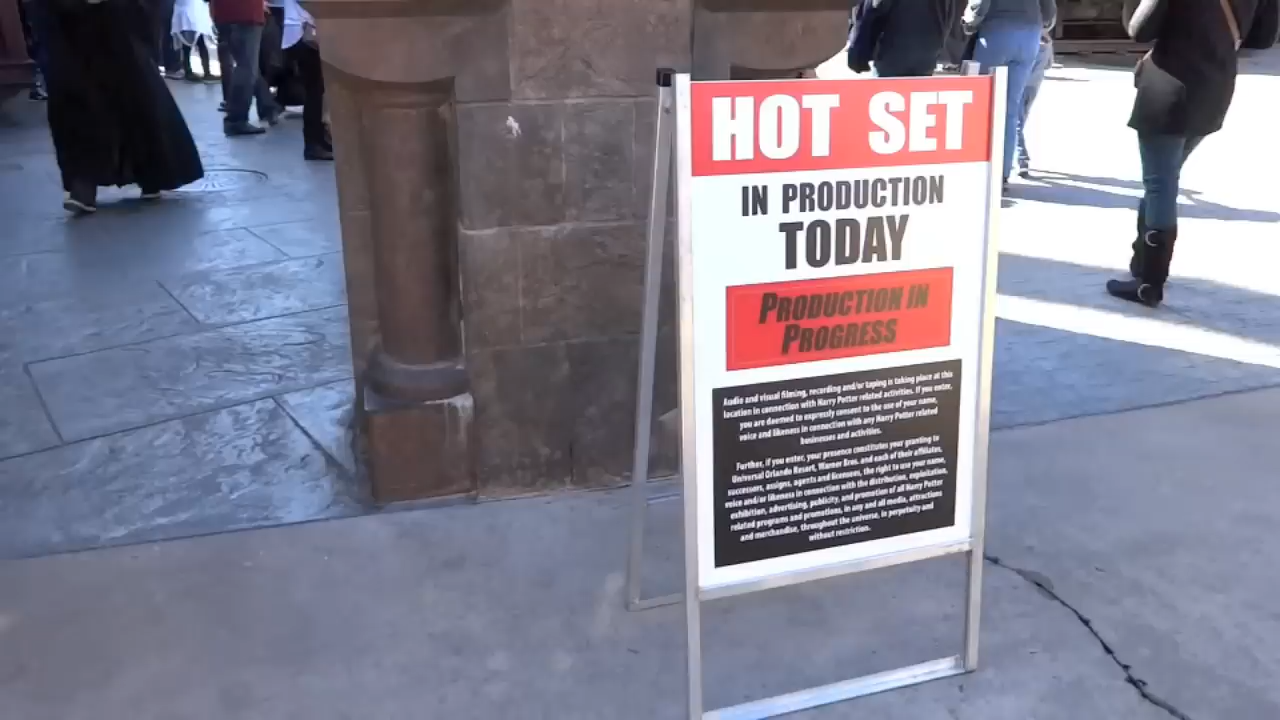 HOT SET
IN PRODUCTION
TODAY
PRODUCTION IN
PROGRESS
Audio and visual filming, recording and/or taping is taking place at this
location in connection with Harry Potter related activities. If you enter,
you are deemed to expressly consent to the use of your name,
voice and likeness in connection with any Harry Potter related
businesses and activities.
Further, if you enter, your presence constitutes your granting to
Universal Orlando Resort, Warner Bros. and each of their affiliates,
successors, assigns, agents and licensees, the right to use your name,
voice and/or likeness in connection with the distribution, exploitation,
exhibition, advertising, publicity, and promotion of all Harry Potter
related programs and promotions, in any and all media, attractions
and merchandise, throughout the universe, in perpetuity and
without restriction.